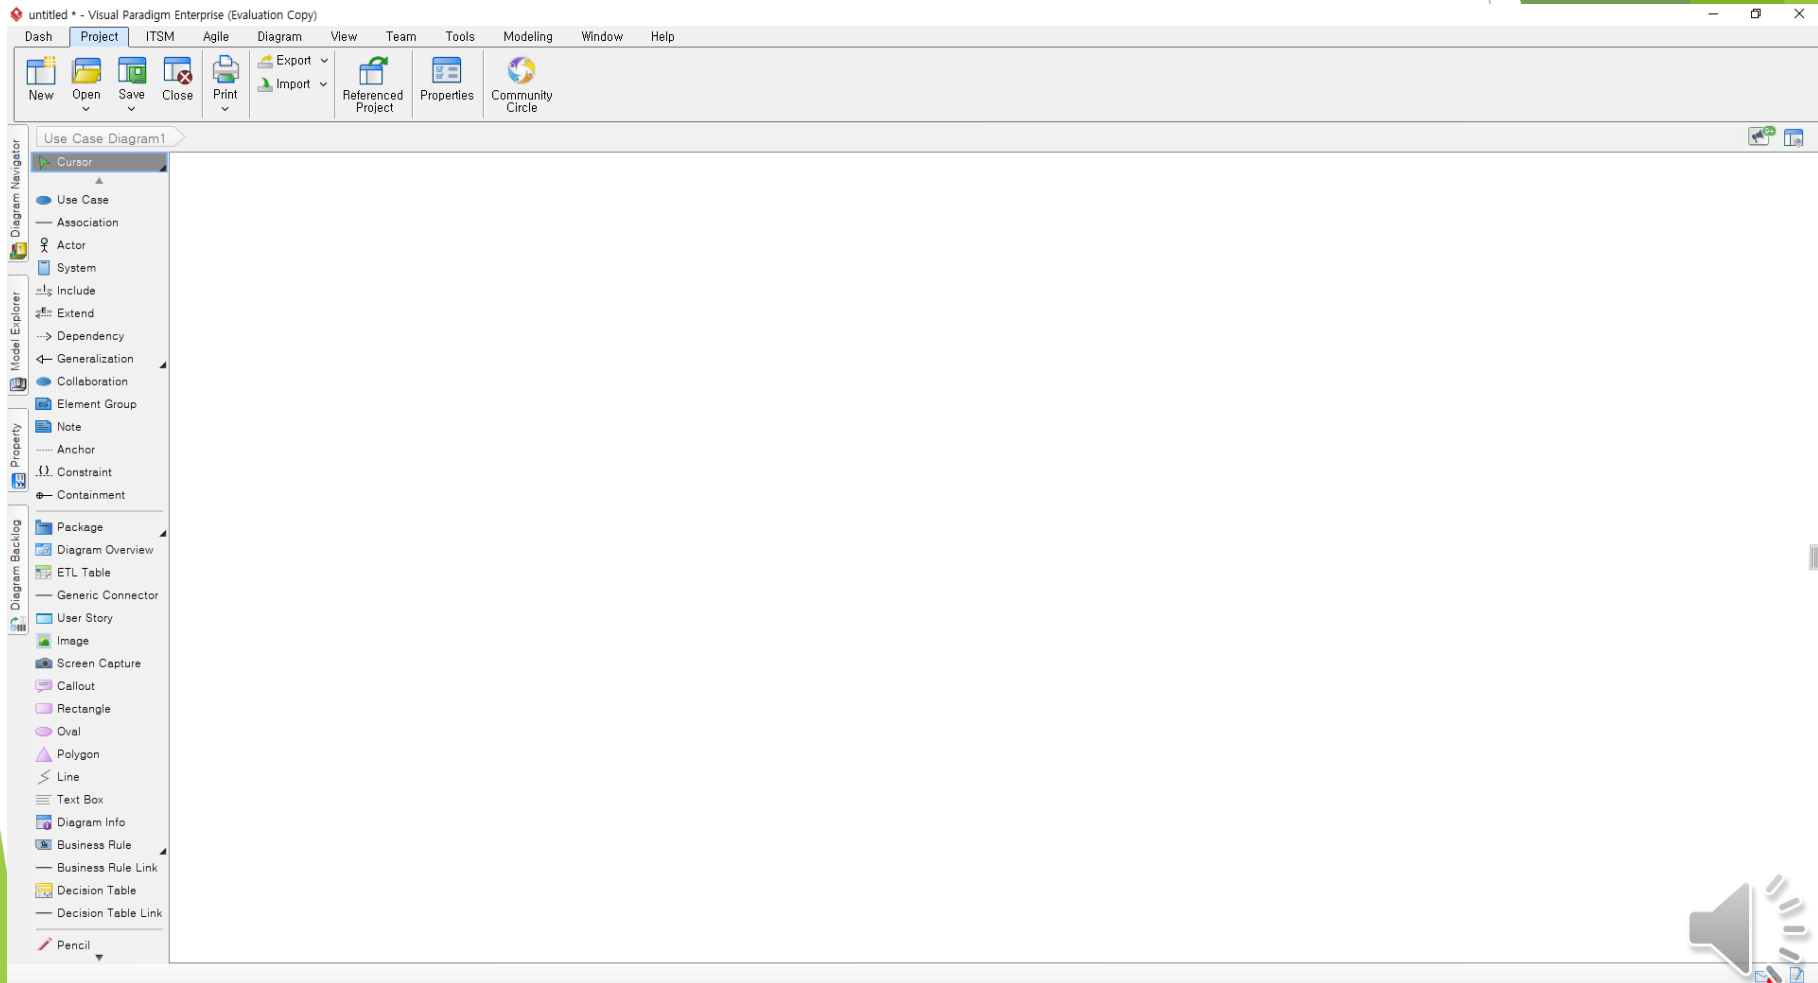 untitled * - Visual Paradigm Enterprise (Evaluation Copy)
Dash Project ITSM Agile Diagram View Team Tools Modeling Window Help
New Open Save Close Print Export Import Referenced Project Properties Community Circle
Use Case Diagram1
Diagram Navigator
Model Explorer
Property
Diagram Backlog
Cursor
Use Case
Association
Actor
System
Include
Extend
Dependency
Generalization
Collaboration
Element Group
Note
Anchor
Constraint
Containment
Package
Diagram Overview
ETL Table
Generic Connector
User Story
Image
Screen Capture
Callout
Rectangle
Oval
Polygon
Line
Text Box
Diagram Info
Business Rule
Business Rule Link
Decision Table
Decision Table Link
Pencil